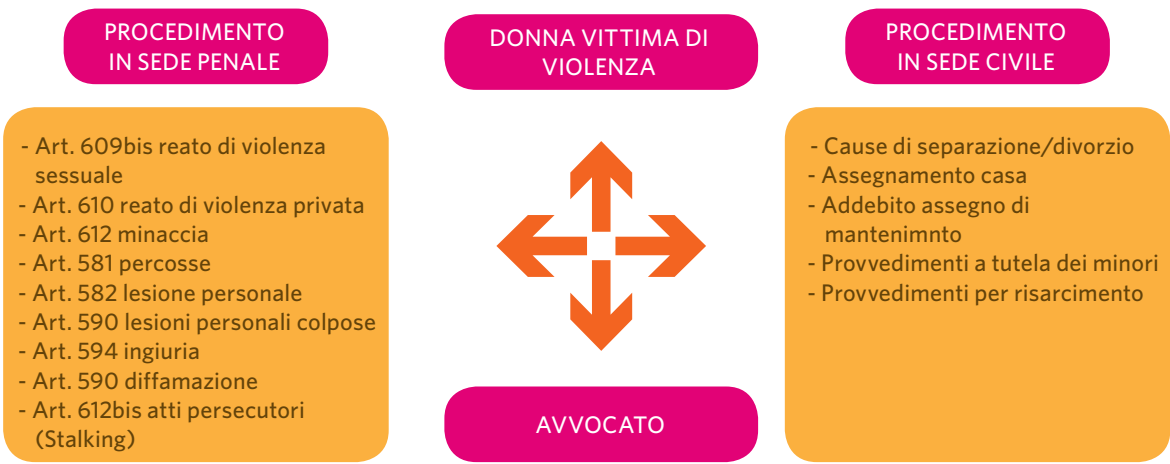 PROCEDIMENTO
IN SEDE PENALE
- Art. 609bis reato di violenza
sessuale
- Art. 610 reato di violenza privata
- Art. 612 minaccia
- Art. 581 percosse
- Art. 582 lesione personale
- Art. 590 lesioni personali colpose
- Art. 594 ingiuria
- Art. 590 diffamazione
- Art. 612bis atti persecutori
(Stalking)
DONNA VITTIMA DI
VIOLENZA
AVVOCATO
PROCEDIMENTO
IN SEDE CIVILE
- Cause di separazione/divorzio
- Assegnamento casa
- Addebito assegno di
mantenimnto
- Provvedimenti a tutela dei minori
- Provvedimenti per risarcimento